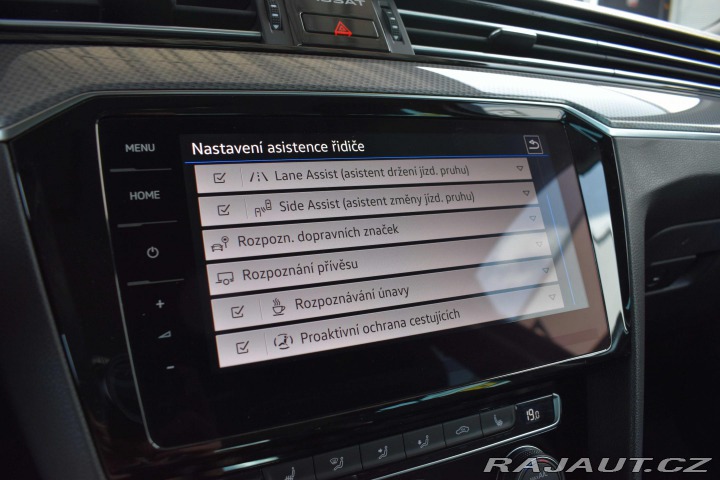 MENU
HOME
Nastavení asistence řidiče
Lane Assist (asistent držení jízd. pruhu)
Side Assist (asistent změny jízd. pruhu)
Rozpozn. dopravních značek
Rozpoznání přívěsu
Rozpoznávání únavy
Proaktivní ochrana cestujících
+
-
19.0
RAJAUT.CZ